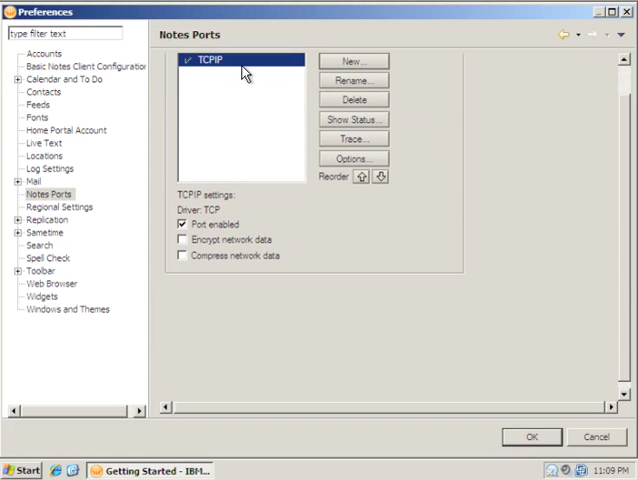 Preferences
type filter text
Notes Ports
Accounts
Basic Notes Client Configuration
Calendar and To Do
Contacts
Feeds
Fonts
Home Portal Account
Live Text
Locations
Log Settings
Mail
Notes Ports
Regional Settings
Replication
Sametime
Search
Spell Check
Toolbar
Web Browser
Widgets
Windows and Themes
TCPIP
New...
Rename...
Delete
Show Status...
Trace...
Options...
Reorder
TCPIP settings:
Driver: TCP
Port enabled
Encrypt network data
Compress network data
OK
Cancel
Start
Getting Started - IBM...
11:09 PM